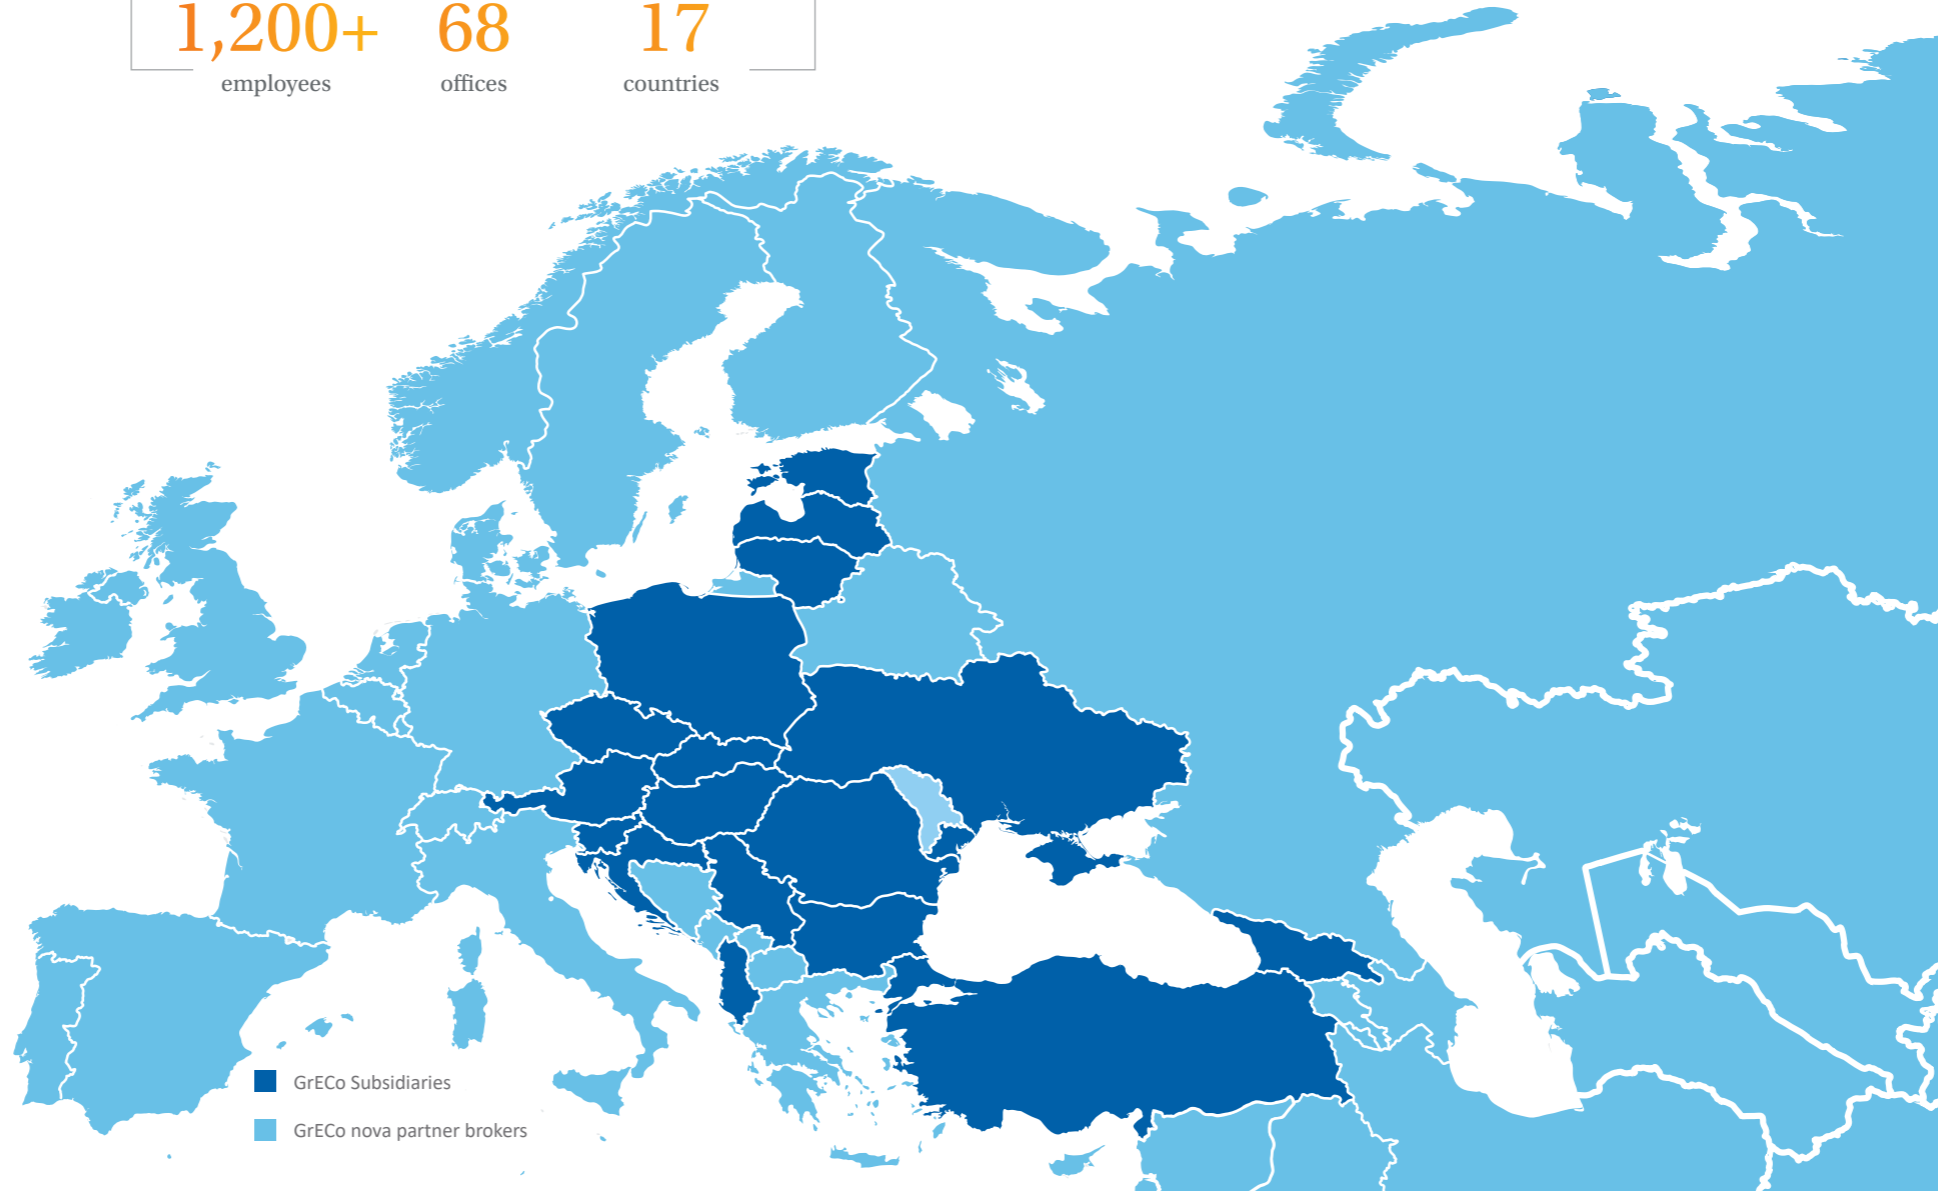 1,200+ 68 17
employees offices countries
GrECo Subsidiaries
GrECo nova partner brokers